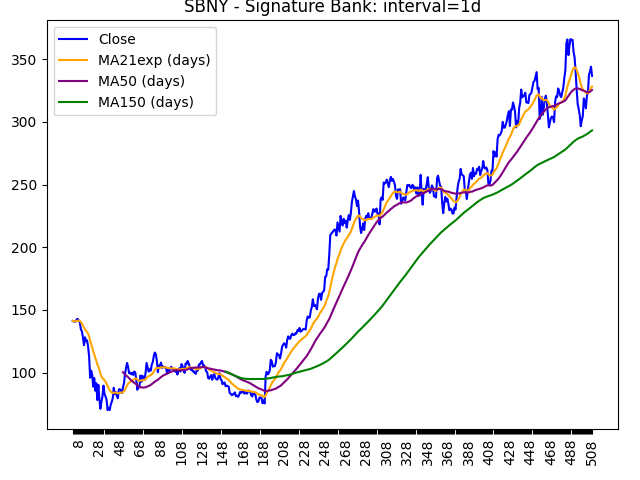 SBNY - Signature Bank: interval=1d
Close
MA21exp (days)
MA50 (days)
MA150 (days)
350
300
250
200
150
100
8 28 48 68 88 108 128 148 168 188 208 228 248 268 288 308 328 348 368 388 408 428 448 468 488 508